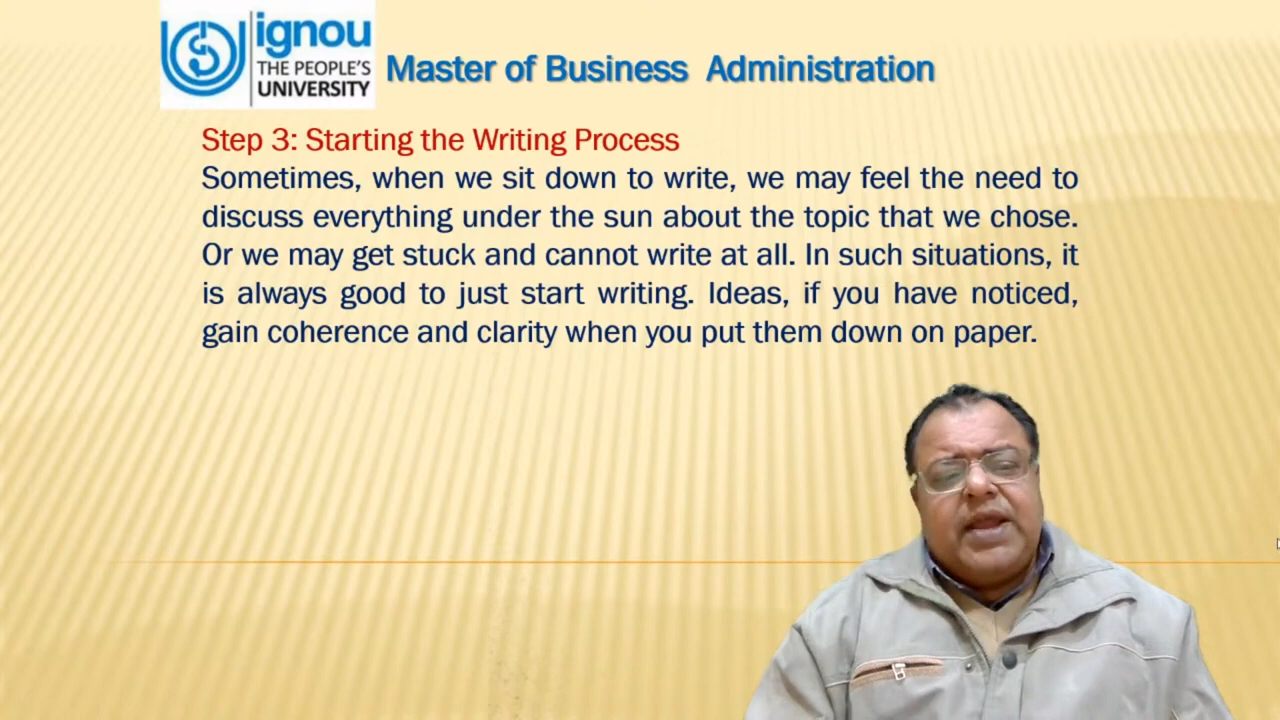 ignou
THE PEOPLE'S
UNIVERSITY
Master of Business Administration
Step 3: Starting the Writing Process
Sometimes, when we sit down to write, we may feel the need to
discuss everything under the sun about the topic that we chose.
Or we may get stuck and cannot write at all. In such situations, it
is always good to just start writing. Ideas, if you have noticed,
gain coherence and clarity when you put them down on paper.